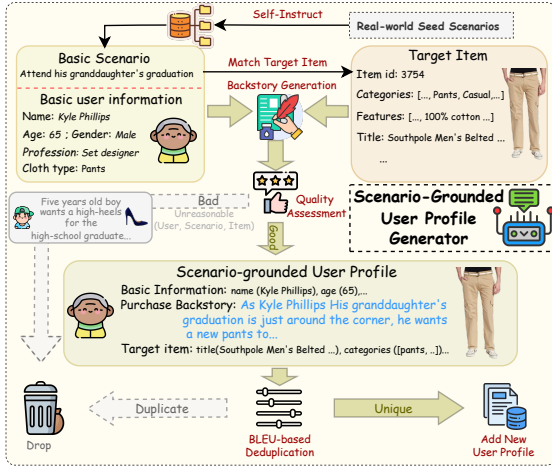 Self-Instruct
Real-world Seed Scenarios
Basic Scenario
Attend his granddaughter's graduation
Match Target Item
Target Item
Item id: 3754
Categories: [..., Pants, Casual,...]
Features: [..., 100% cotton ...]
Title: Southpole Men's Belted ...
...
Basic user information
Name: Kyle Phillips
Age: 65 ; Gender: Male
Profession: Set designer
Cloth type: Pants
Backstory Generation
Five years old boy
wants a high-heels
for the
high-school graduate...
Bad
Unreasonable
(User, Scenario, Item)
Quality
Assessment
Good
Scenario-Grounded
User Profile
Generator
Scenario-grounded User Profile
Basic Information: name (Kyle Phillips), age (65),...
Purchase Backstory: As Kyle Phillips His granddaughter's
graduation is just around the corner, he wants
a new pants to...
Target item: title(Southpole Men's Belted ...), categories ([pants, ..])...
Duplicate
Unique
Drop
BLEU-based
Deduplication
Add New
User Profile